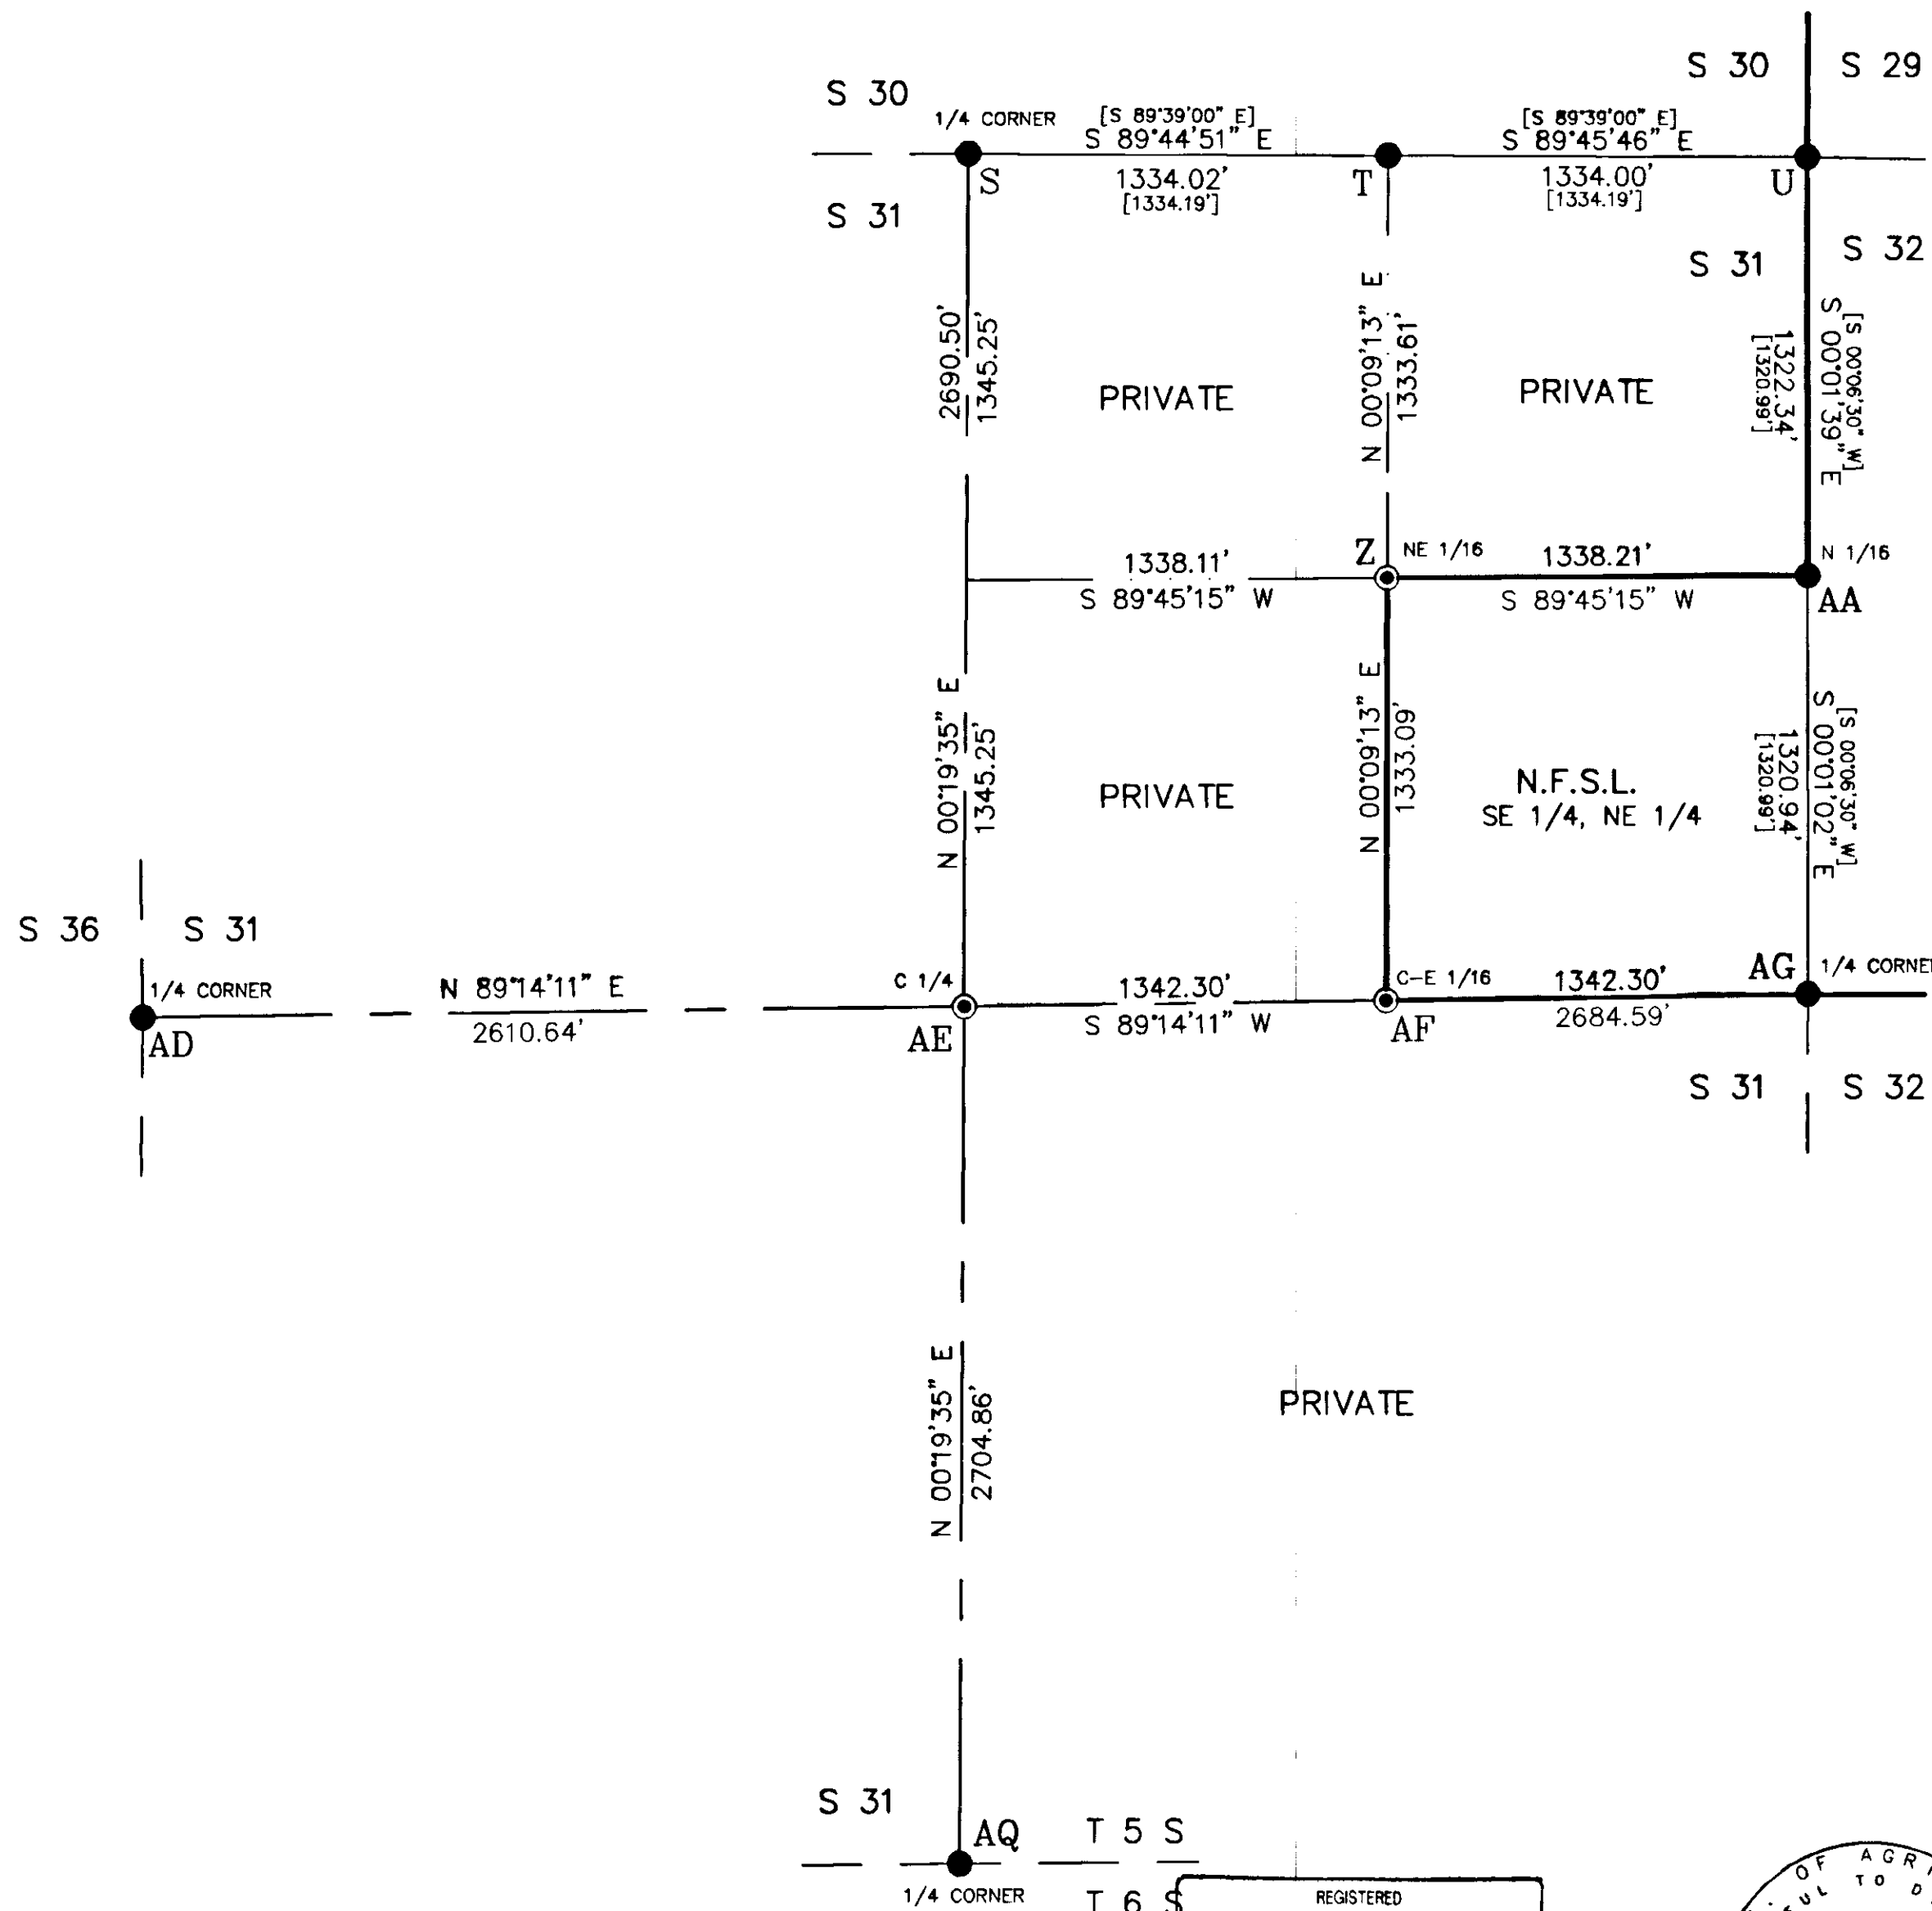 S 30
S 29
S 30
1/4 CORNER
[S 89°39'00" E]
S 89°44'51" E
[S 89°39'00" E]
S 89°45'46" E
S
1334.02'
[1334.19']
T
1334.00'
[1334.19']
U
S 31
S 31
S 32
2690.50'
1345.25'
N 00°09'13" E
1333.61'
[S 00°06'30" W]
S 00°01'39" E
1322.34'
[1320.99']
PRIVATE
PRIVATE
1338.11'
S 89°45'15" W
Z
NE 1/16
1338.21'
S 89°45'15" W
N 1/16
AA
N 00°19'35" E
1345.25'
PRIVATE
N 00°09'13" E
1333.09'
N.F.S.L.
SE 1/4, NE 1/4
[S 00°06'30" W]
S 00°01'02" E
1320.94'
[1320.99']
S 36
S 31
1/4 CORNER
AD
N 89°14'11" E
2610.64'
C 1/4
AE
1342.30'
S 89°14'11" W
C-E 1/16
AF
1342.30'
2684.59'
AG
1/4 CORNE
S 31
S 32
N 00°19'35" E
2704.86'
PRIVATE
S 31
AQ
T 5 S
1/4 CORNER
T 6 S
REGISTERED
OF AGR
UL TO D